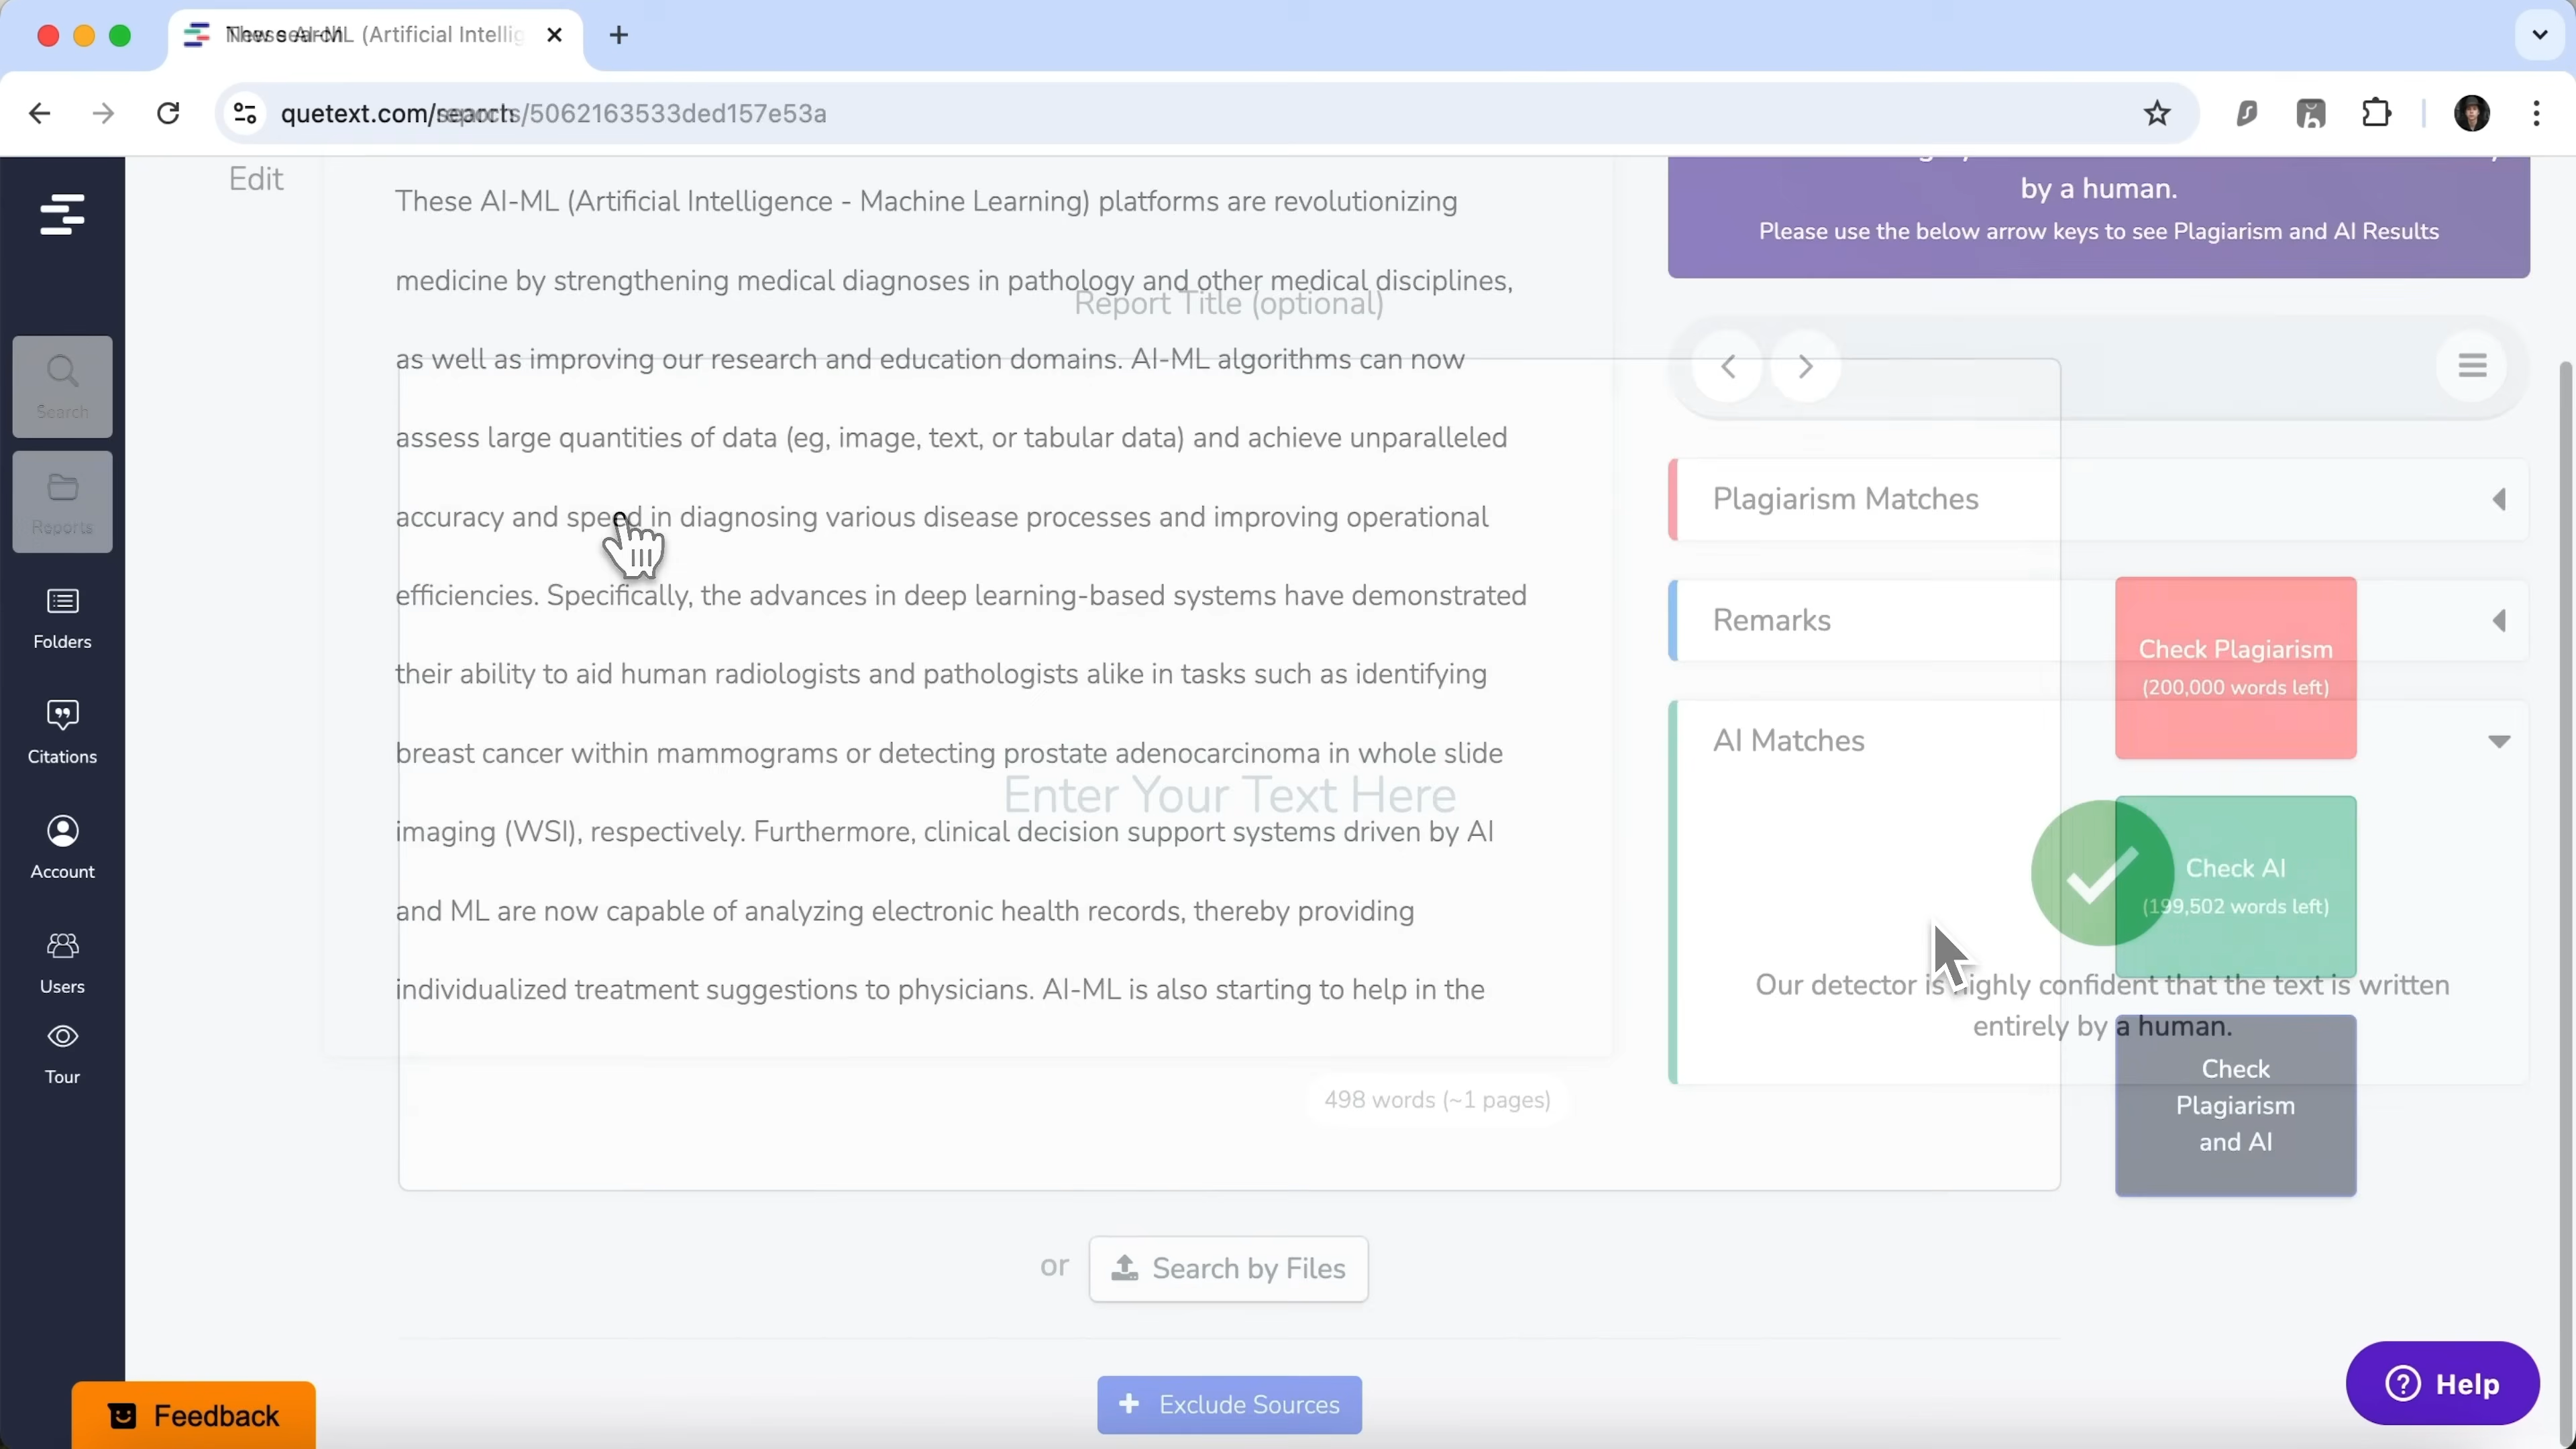 (Artificial Intellig
quetext.com/
/5062163533ded157e53a
Edit
Search
Reports
Folders
Citations
Account
Users
Tour
These AI-ML (Artificial Intelligence - Machine Learning) platforms are revolutionizing
medicine by strengthening medical diagnoses in pathology and other medical disciplines,
Report Title (optional)
as well as improving our research and education domains. AI-ML algorithms can now
assess large quantities of data (eg, image, text, or tabular data) and achieve unparalleled
accuracy and speed in diagnosing various disease processes and improving operational
efficiencies. Specifically, the advances in deep learning-based systems have demonstrated
their ability to aid human radiologists and pathologists alike in tasks such as identifying
breast cancer within mammograms or detecting prostate adenocarcinoma in whole slide
Enter Your Text Here
imaging (WSI), respectively. Furthermore, clinical decision support systems driven by AI
and ML are now capable of analyzing electronic health records, thereby providing
individualized treatment suggestions to physicians. AI-ML is also starting to help in the
498 words (~1 pages)
or
Search by Files
Exclude Sources
by a human.
Please use the below arrow keys to see Plagiarism and AI Results
Plagiarism Matches
Remarks
AI Matches
Check Plagiarism
(200,000 words left)
Check AI
(199,502 words left)
Our detector is highly confident that the text is written
entirely by a human.
Check
Plagiarism
and AI
Feedback
Help